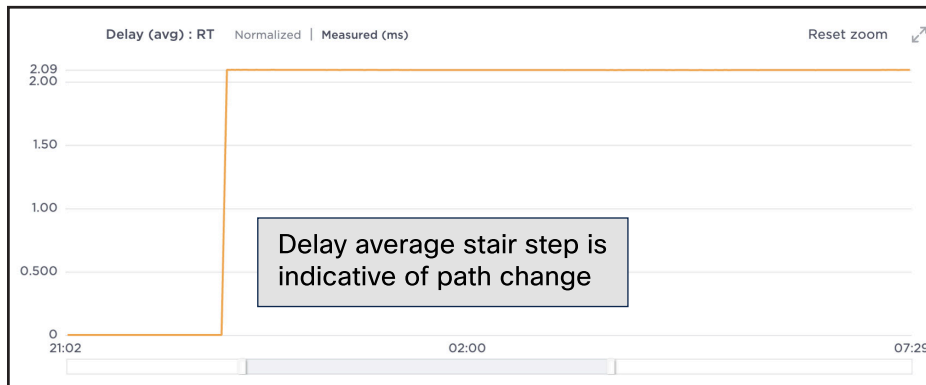 Delay (avg) : RT Normalized | Measured (ms) Reset zoom
2.09
2.00
1.50
1.00
0.500
0
Delay average stair step is
indicative of path change
21:02 02:00 07:29